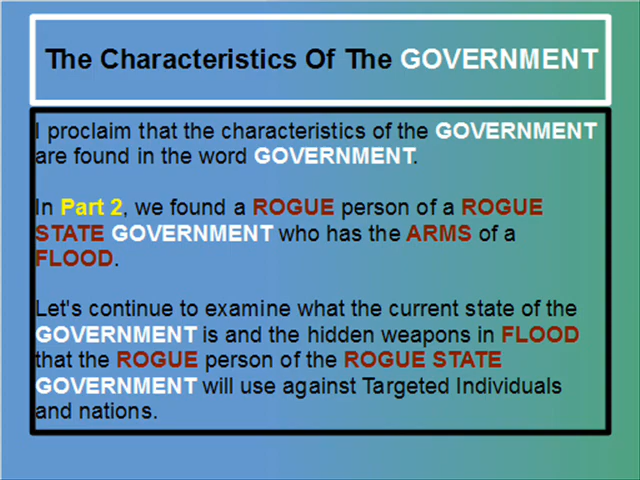 The Characteristics Of The GOVERNMENT
I proclaim that the characteristics of the GOVERNMENT
are found in the word GOVERNMENT.
In Part 2, we found a ROGUE person of a ROGUE
STATE GOVERNMENT who has the ARMS of a
FLOOD.
Let's continue to examine what the current state of the
GOVERNMENT is and the hidden weapons in FLOOD
that the ROGUE person of the ROGUE STATE
GOVERNMENT will use against Targeted Individuals
and nations.